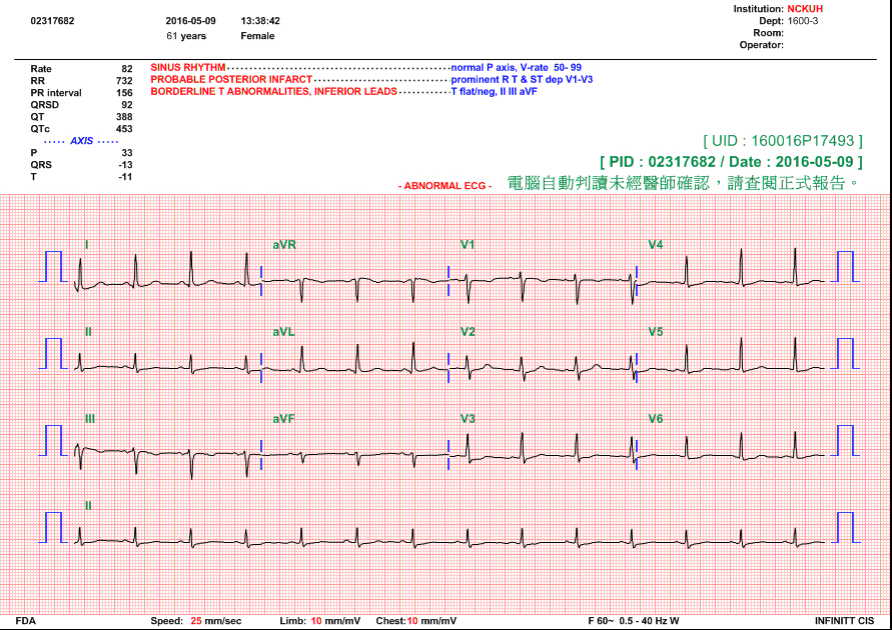 Institution: NCKUH
02317682 2016-05-09 13:38:42 Dept: 1600-3
61 years Female Room:
Operator:
Rate 82 SINUS RHYTHM normal P axis, V-rate 50- 99
RR 732 PROBABLE POSTERIOR INFARCT prominent R T & ST dep V1-V3
PR interval 156 BORDERLINE T ABNORMALITIES, INFERIOR LEADS T flat/neg, II III aVF
QRSD 92
QT 388
QTc 453
----- AXIS -----
P 33
QRS -13
T -11
[ UID : 160016P17493 ]
[ PID : 02317682 / Date : 2016-05-09 ]
- ABNORMAL ECG - 電腦自動判讀未經醫師確認，請查閱正式報告。
I aVR V1 V4
II aVL V2 V5
III aVF V3 V6
II
FDA Speed: 25 mm/sec Limb: 10 mm/mV Chest: 10 mm/mV F 60~ 0.5 - 40 Hz W INFINITT CIS